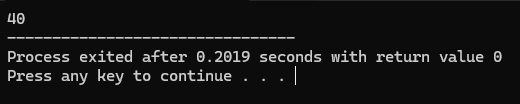 40
--------------------------------
Process exited after 0.2019 seconds with return value 0
Press any key to continue . . .